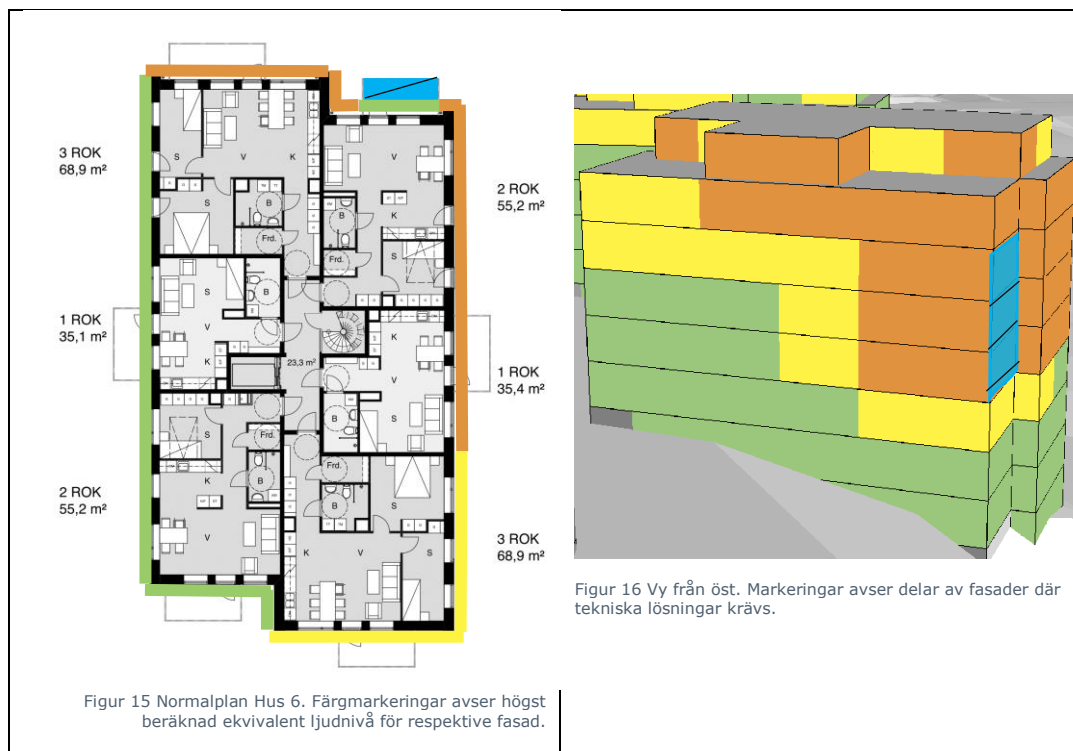 3 ROK
68,9 m²
S
V
K
S
B
Frd.
V
2 ROK
55,2 m²
B
K
Frd.
S
1 ROK
35,1 m²
S
B
V
K
23,3 m²
K
V
1 ROK
35,4 m²
B
S
S
Frd.
B
2 ROK
55,2 m²
K
V
Frd.
B
S
K
V
S
3 ROK
68,9 m²
Figur 15 Normalplan Hus 6. Färgmarkeringar avser högst
beräknad ekvivalent ljudnivå för respektive fasad.
Figur 16 Vy från öst. Markeringar avser delar av fasader där
tekniska lösningar krävs.